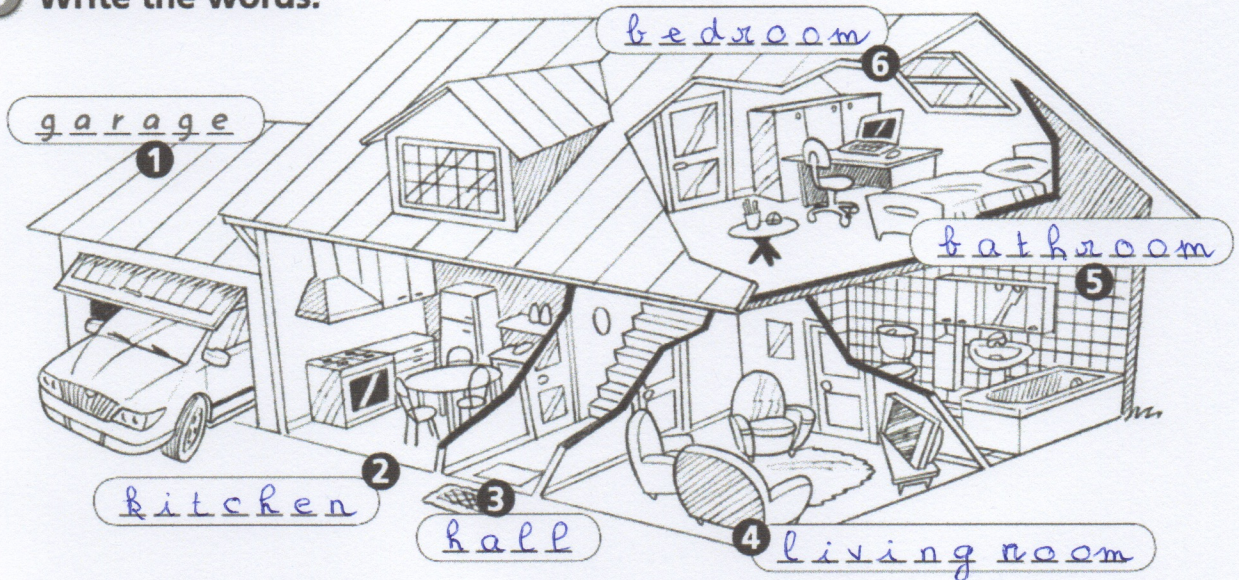 Write the words.
bedroom
6
garage
1
bathroom
5
2
kitchen
3
hall
4
living room